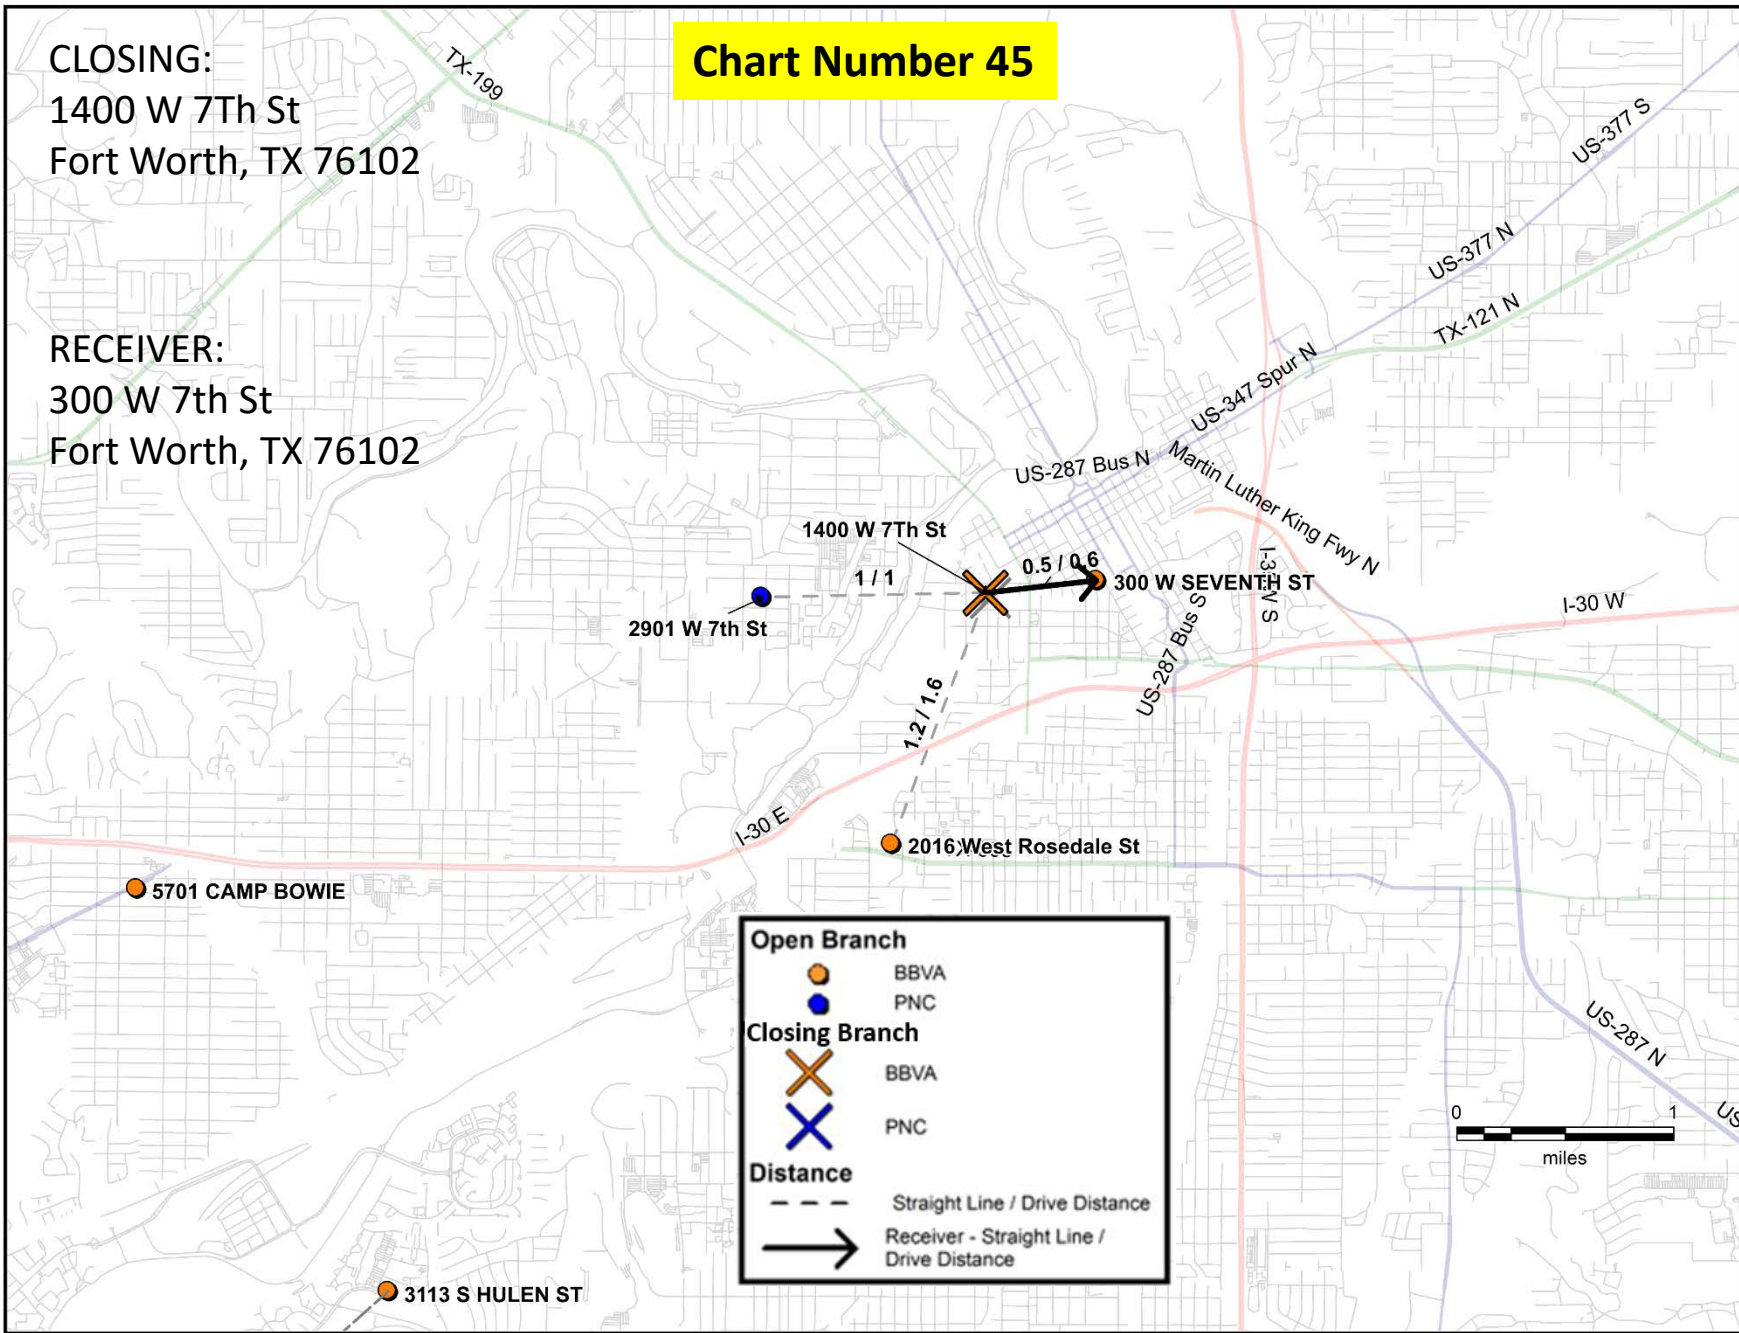 CLOSING:
1400 W 7Th St
Fort Worth, TX 76102
Chart Number 45
TX-199
US-377 S
US-377 N
TX-121 N
RECEIVER:
300 W 7th St
Fort Worth, TX 76102
US-347 Spur N
US-287 Bus N
Martin Luther King Fwy N
1400 W 7Th St
0.5 / 0.6
1 / 1
300 W SEVENTH ST
2901 W 7th St
I-30 W
US-287 Bus S
1.2 / 1.6
I-30 E
2016 West Rosedale St
5701 CAMP BOWIE
Open Branch
BBVA
PNC
Closing Branch
BBVA
PNC
Distance
Straight Line / Drive Distance
Receiver - Straight Line /
Drive Distance
US-287 N
US
0 1
miles
3113 S HULEN ST